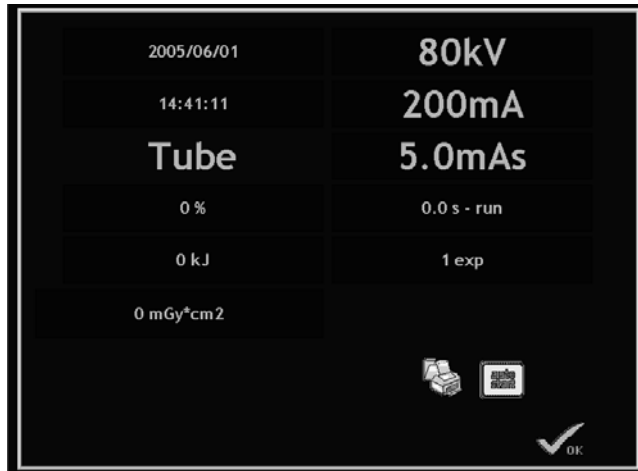 2005/06/01
80kV
14:41:11
200mA
Tube
5.0mAs
0 %
0.0 s - run
0 kJ
1 exp
0 mGy*cm2
OK